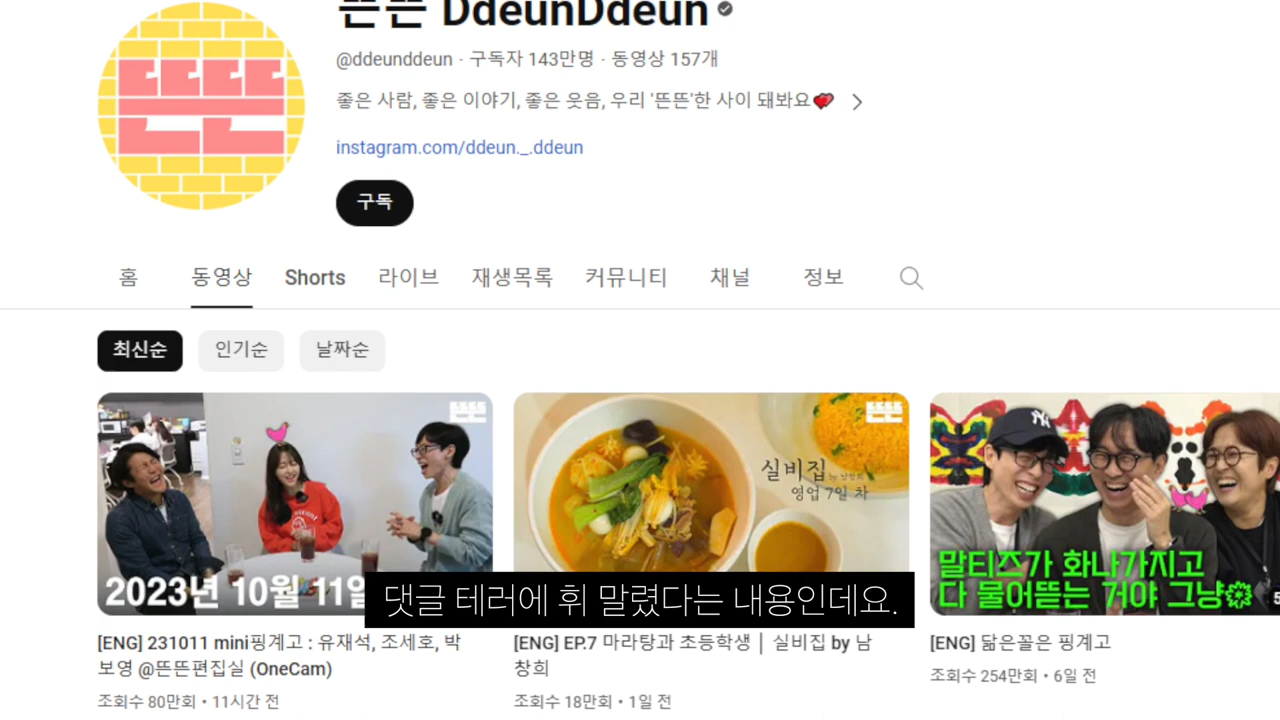 뜬뜬 DdeunDdeun
@ddeunddeun · 구독자 143만명 · 동영상 157개
좋은 사람, 좋은 이야기, 좋은 웃음, 우리 '뜬뜬'한 사이 돼봐요💕 >
instagram.com/ddeun._.ddeun
구독
홈 동영상 Shorts 라이브 재생목록 커뮤니티 채널 정보
최신순 인기순 날짜순
뜬뜬
뜬뜬
실비집 by 남창희
영업 7일 차
말티즈가 화나가지고
다 물어뜯는 거야 그냥
2023년 10월 11일
댓글 테러에 휘 말렸다는 내용인데요.
[ENG] 231011 mini핑계고 : 유재석, 조세호, 박
보영 @뜬뜬편집실 (OneCam)
조회수 80만회 • 11시간 전
[ENG] EP.7 마라탕과 초등학생 | 실비집 by 남
창희
조회수 18만회 • 1일 전
[ENG] 닮은꼴은 핑계고
조회수 254만회 • 6일 전